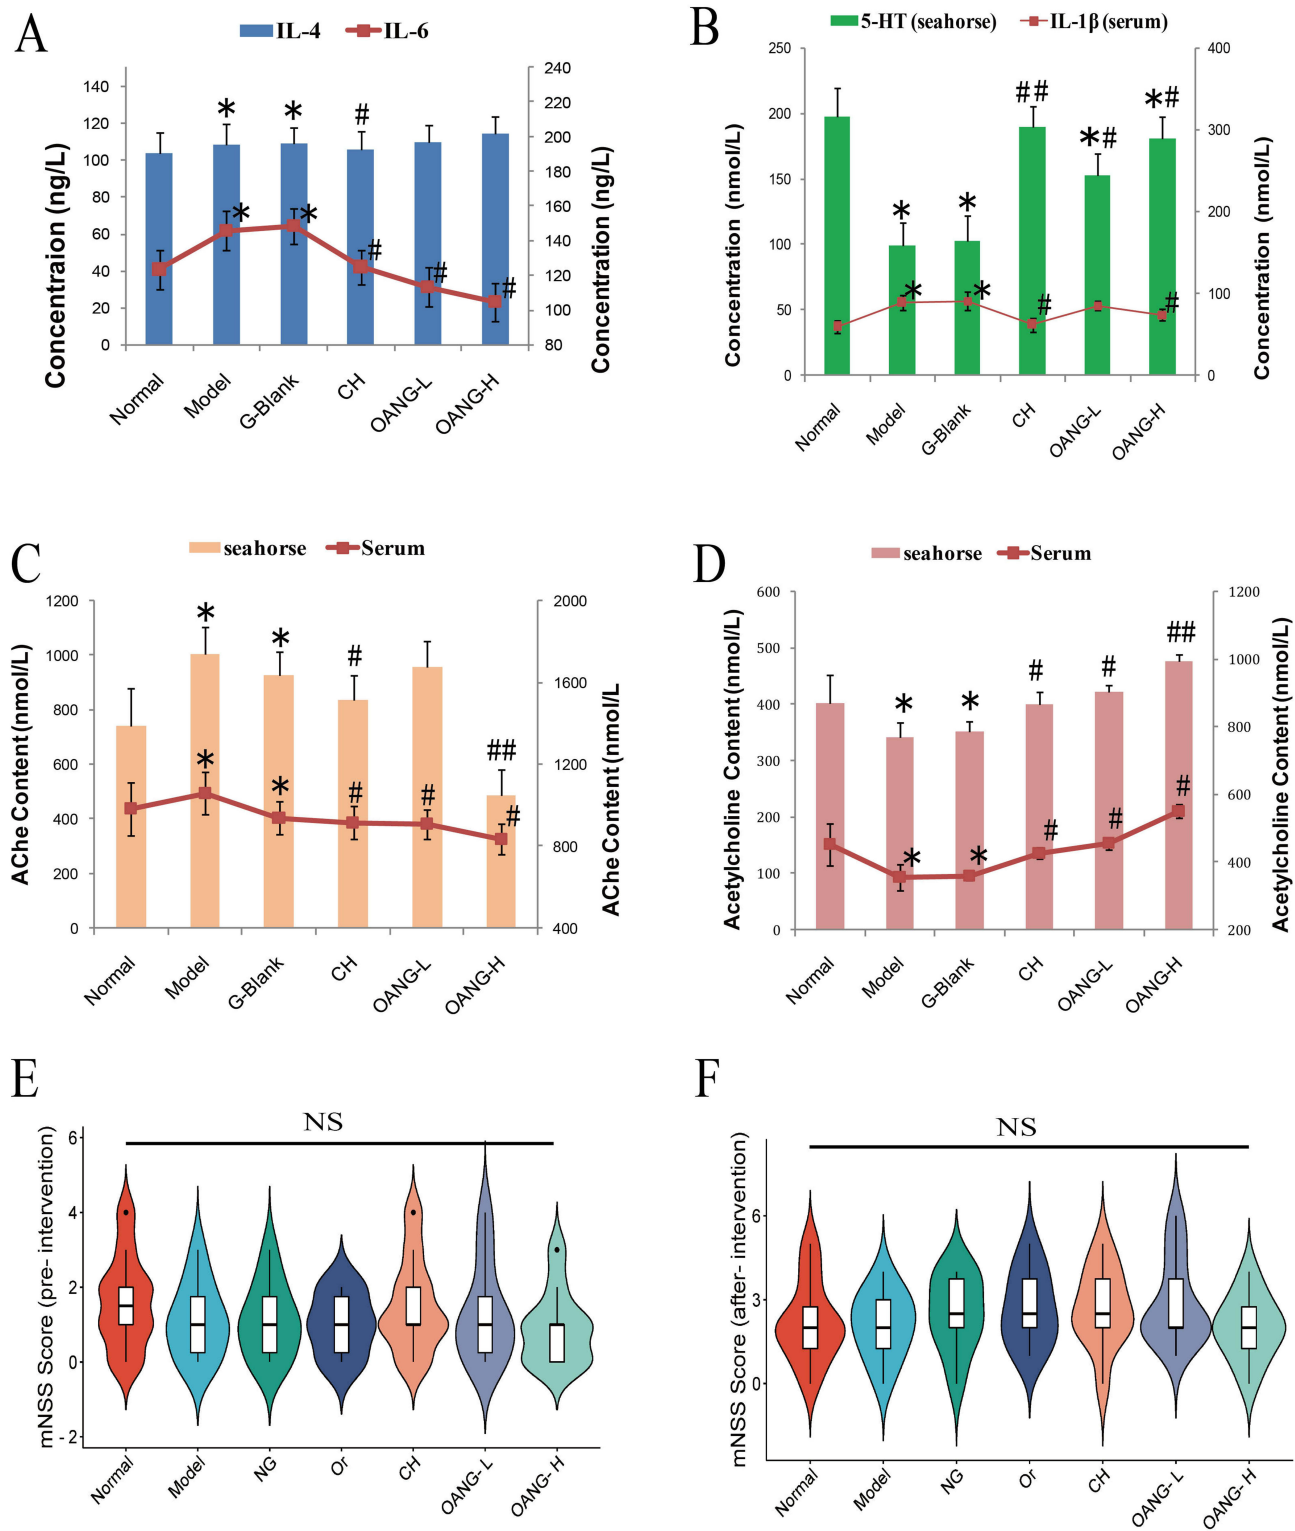 A
IL-4 IL-6
Concentraion (ng/L)
140
120
100
80
60
40
20
0
240
220
200
180
160
140
120
100
80
Concentration (ng/L)
* * #
* * # # #
Normal Model G-Blank CH OANG-L OANG-H
B
5-HT (seahorse) IL-1β (serum)
Concentration (nmol/L)
250
200
150
100
50
0
400
300
200
100
0
Concentration (nmol/L)
* * ## *# *#
* * # #
Normal Model G-Blank CH OANG-L OANG-H
C
seahorse Serum
AChe Content (nmol/L)
1200
1000
800
600
400
200
0
2000
1600
1200
800
400
AChe Content (nmol/L
* * # ##
* * # # #
Normal Model G-Blank CH OANG-L OANG-H
D
seahorse Serum
Acetylcholine Content (nmol/L)
600
500
400
300
200
100
0
1200
1000
800
600
400
200
Acetylcholine Content (nmol/L)
* * # # ##
* * # # #
Normal Model G-Blank CH OANG-L OANG-H
E
NS
mNSS Score (pre- intervention)
6
4
2
0
-2
Normal Model NG Or CH OANG- L OANG- H
F
NS
mNSS Score (after- intervention)
6
3
0
Normal Model NG Or CH OANG- L OANG- H